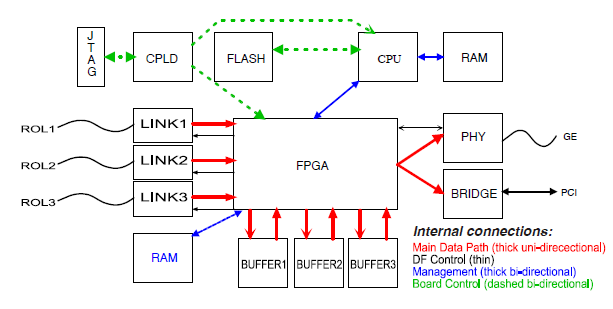 JTAG
CPLD
FLASH
CPU
RAM
ROL1
LINK1
ROL2
LINK2
ROL3
LINK3
FPGA
PHY
GE
BRIDGE
PCI
RAM
BUFFER1
BUFFER2
BUFFER3
Internal connections:
Main Data Path (thick uni-direcectional)
DF Control (thin)
Management (thick bi-directional)
Board Control (dashed bi-directional)